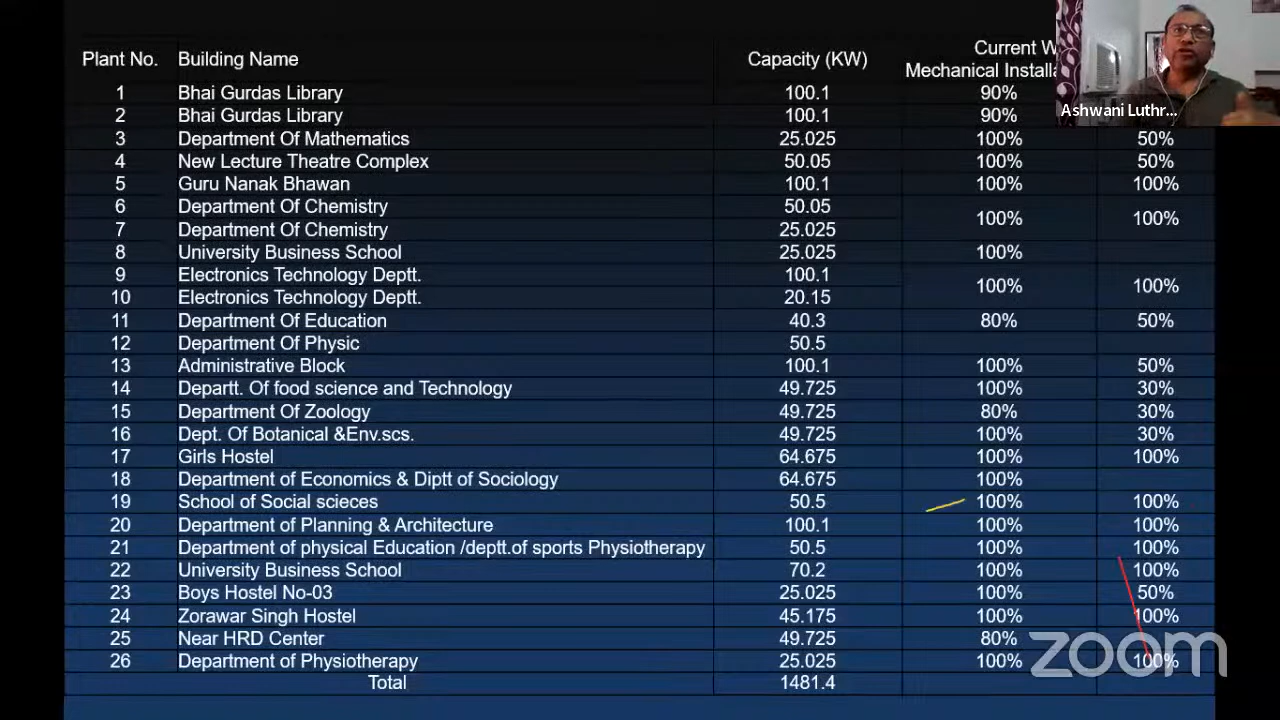 Plant No. Building Name Capacity (KW) Current W
Mechanical Installa
Ashwani Luthr...
1 Bhai Gurdas Library 100.1 90%
2 Bhai Gurdas Library 100.1 90%
3 Department Of Mathematics 25.025 100% 50%
4 New Lecture Theatre Complex 50.05 100% 50%
5 Guru Nanak Bhawan 100.1 100% 100%
6 Department Of Chemistry 50.05
100% 100%
7 Department Of Chemistry 25.025
8 University Business School 25.025 100%
9 Electronics Technology Deptt. 100.1
100% 100%
10 Electronics Technology Deptt. 20.15
11 Department Of Education 40.3 80% 50%
12 Department Of Physic 50.5
13 Administrative Block 100.1 100% 50%
14 Departt. Of food science and Technology 49.725 100% 30%
15 Department Of Zoology 49.725 80% 30%
16 Dept. Of Botanical &Env.scs. 49.725 100% 30%
17 Girls Hostel 64.675 100% 100%
18 Department of Economics & Diptt of Sociology 64.675 100%
19 School of Social scieces 50.5 100% 100%
20 Department of Planning & Architecture 100.1 100% 100%
21 Department of physical Education /deptt.of sports Physiotherapy 50.5 100% 100%
22 University Business School 70.2 100% 100%
23 Boys Hostel No-03 25.025 100% 50%
24 Zorawar Singh Hostel 45.175 100% 100%
25 Near HRD Center 49.725 80%
26 Department of Physiotherapy 25.025 100% 100%
zoom
Total 1481.4